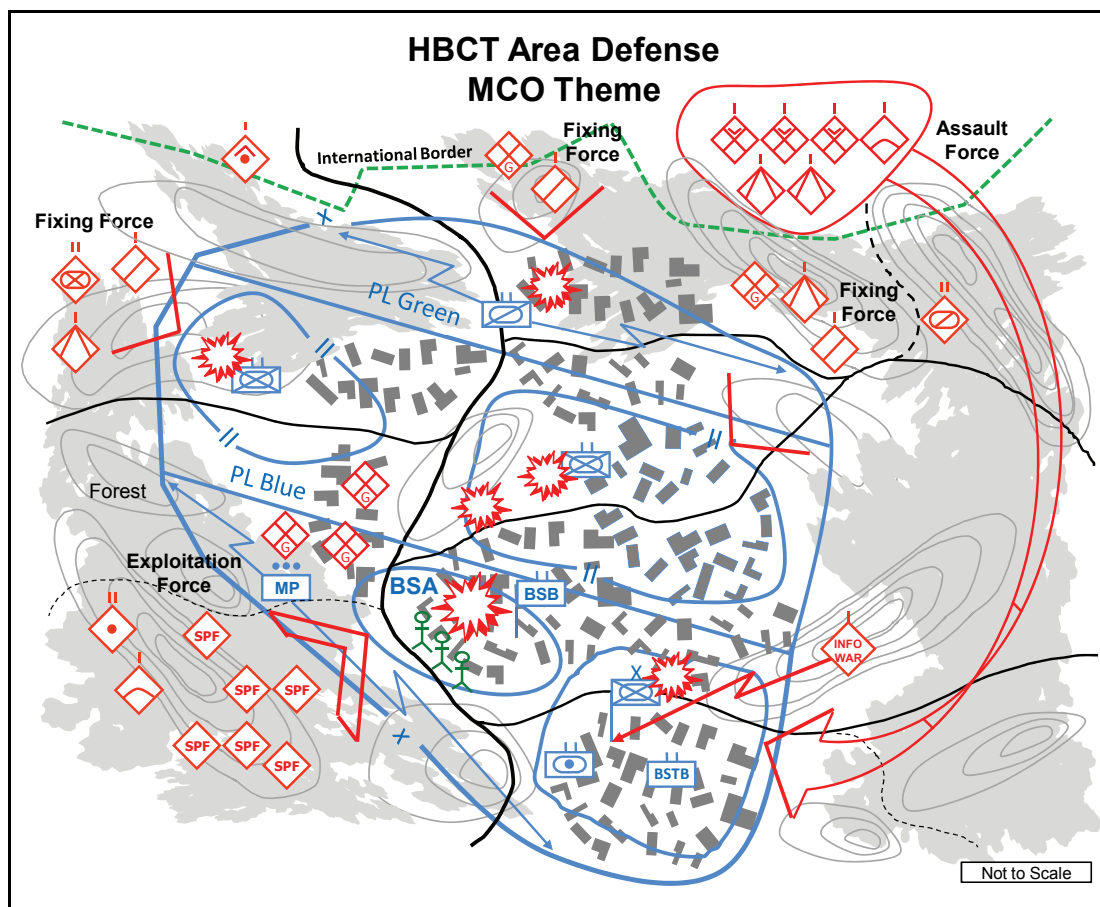 HBCT Area Defense
MCO Theme
International Border
G
Fixing
Force
Assault
Force
Fixing Force
X
PL Green
G
Fixing
Force
II
II
II
PL Blue
G
Forest
G
G
Exploitation
Force
MP
BSA
II
BSB
SPF
INFO
WAR
SPF
SPF
X
X
SPF
SPF
SPF
BSTB
Not to Scale